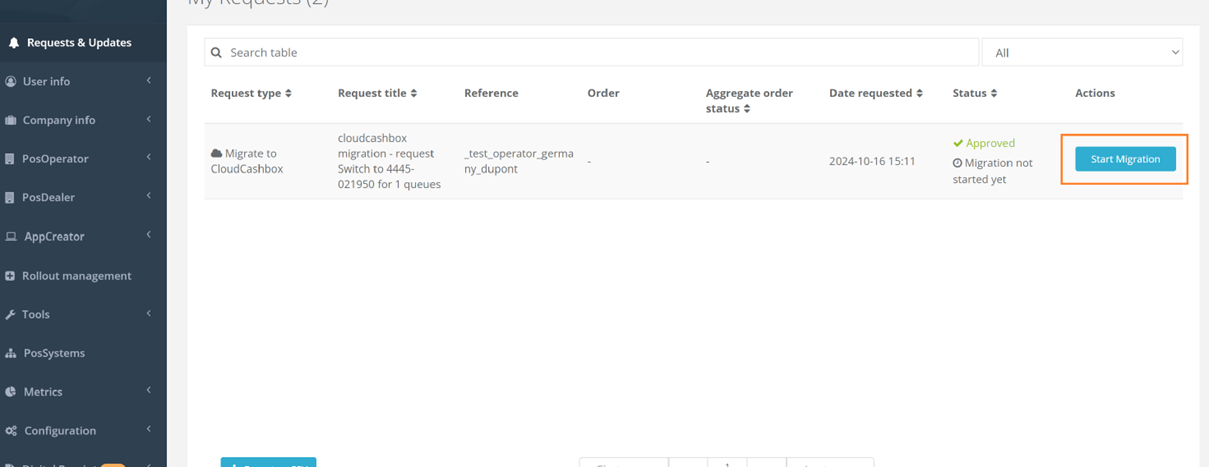 My Requests (2)
Requests & Updates
User info
Company info
PosOperator
PosDealer
AppCreator
Rollout management
Tools
PosSystems
Metrics
Configuration
Search table
All
Request type
Request title
Reference
Order
Aggregate order
status
Date requested
Status
Actions
Migrate to
CloudCashbox
cloudcashbox
migration - request
Switch to 4445-
021950 for 1 queues
_test_operator_germa
ny_dupont
-
-
2024-10-16 15:11
Approved
Migration not
started yet
Start Migration
1